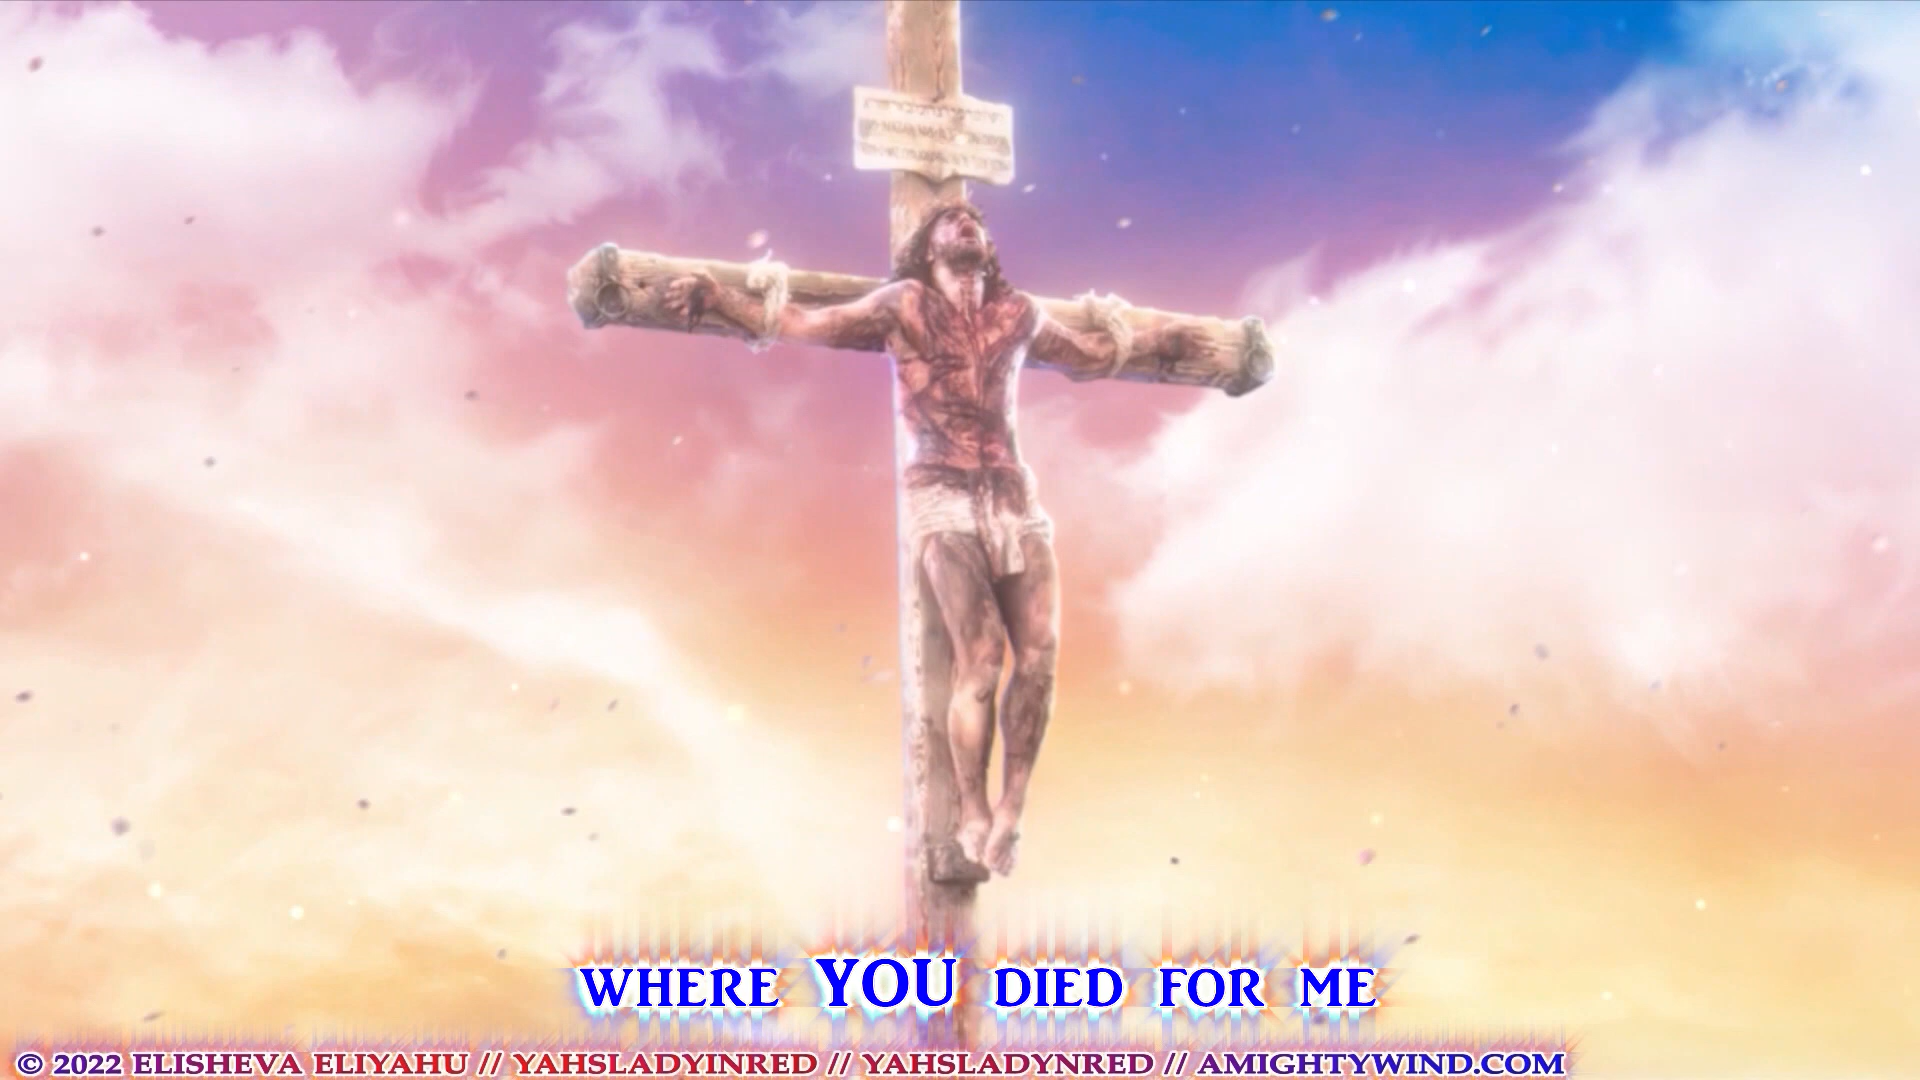 WHERE YOU DIED FOR ME
© 2022 ELISHEVA ELIYAHU // YAHSLADYINRED // YAHSLADYNRED // AMIGHTYWIND.COM